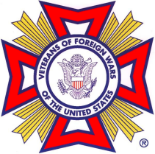 VETERANS OF FOREIGN WARS
OF THE UNITED STATES
®